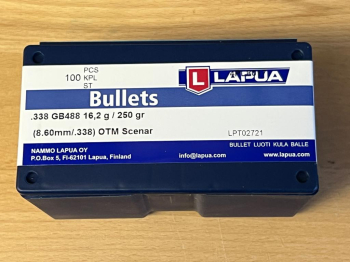 PCS
100 KPL
ST
L LAPUA
Bullets
.338 GB488 16,2 g / 250 gr
(8.60mm/.338) OTM Scenar
LPT02721
NAMMO LAPUA OY
P.O.Box 5, FI-62101 Lapua, Finland
BULLET LUOTI KULA BALLE
info@lapua.com
www.lapua.com